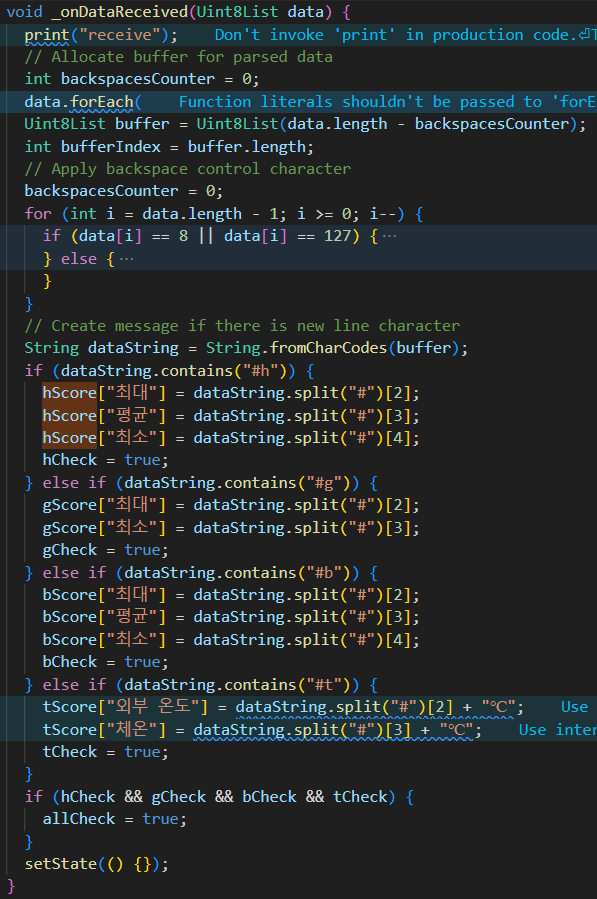 void _onDataReceived(Uint8List data) {
print("receive"); Don't invoke 'print' in production code.⏎T
// Allocate buffer for parsed data
int backspacesCounter = 0;
data.forEach( Function literals shouldn't be passed to 'forE
Uint8List buffer = Uint8List(data.length - backspacesCounter);
int bufferIndex = buffer.length;
// Apply backspace control character
backspacesCounter = 0;
for (int i = data.length - 1; i >= 0; i--) {
if (data[i] == 8 || data[i] == 127) {⋯
} else {⋯
}
}
// Create message if there is new line character
String dataString = String.fromCharCodes(buffer);
if (dataString.contains("#h")) {
hScore["최대"] = dataString.split("#")[2];
hScore["평균"] = dataString.split("#")[3];
hScore["최소"] = dataString.split("#")[4];
hCheck = true;
} else if (dataString.contains("#g")) {
gScore["최대"] = dataString.split("#")[2];
gScore["최소"] = dataString.split("#")[3];
gCheck = true;
} else if (dataString.contains("#b")) {
bScore["최대"] = dataString.split("#")[2];
bScore["평균"] = dataString.split("#")[3];
bScore["최소"] = dataString.split("#")[4];
bCheck = true;
} else if (dataString.contains("#t")) {
tScore["외부 온도"] = dataString.split("#")[2] + "℃"; Use
tScore["체온"] = dataString.split("#")[3] + "℃"; Use inter
tCheck = true;
}
if (hCheck && gCheck && bCheck && tCheck) {
allCheck = true;
}
setState(() {});
}